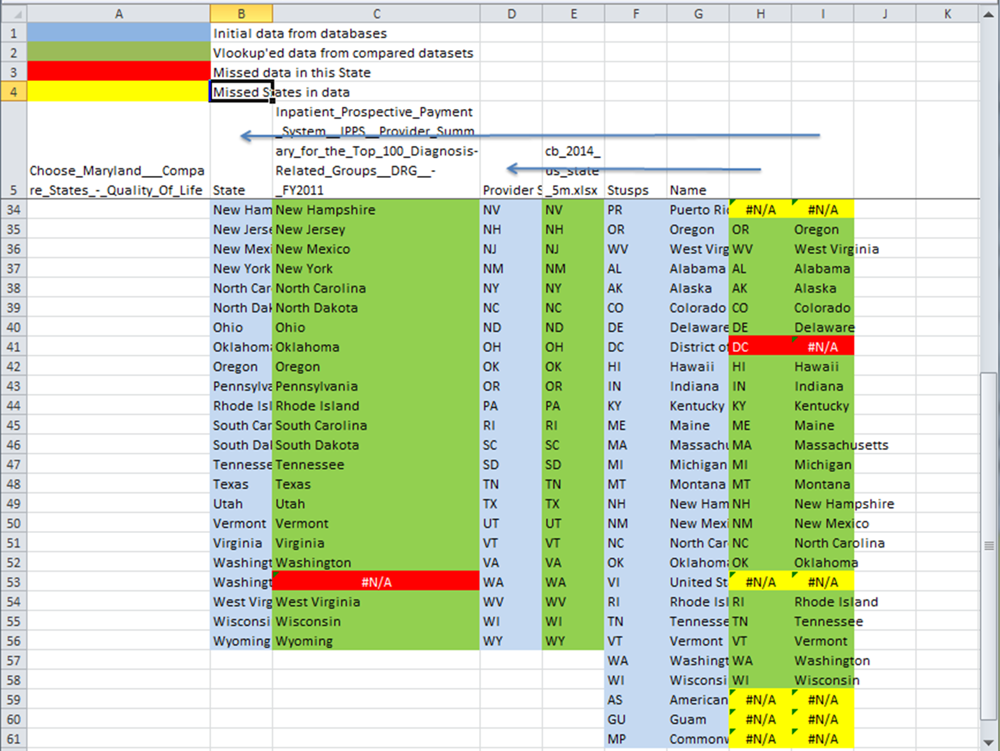 A B C D E F G H I J K
1 Initial data from databases
2 Vlookup'ed data from compared datasets
3 Missed data in this State
4 Missed States in data
Inpatient_Prospective_Payment
_System__IPPS__Provider_Summ
ary_for_the_Top_100_Diagnosis- cb_2014_
Choose_Maryland___Compa Related_Groups__DRG__- us_state
5 re_States_-_Quality_Of_Life State _FY2011 Provider S _5m.xlsx Stusps Name
34 New Ham New Hampshire NV NV PR Puerto Ric #N/A #N/A
35 New Jerse New Jersey NH NH OR Oregon OR Oregon
36 New Mexi New Mexico NJ NJ WV West Virg WV West Virginia
37 New York New York NM NM AL Alabama AL Alabama
38 North Car North Carolina NY NY AK Alaska AK Alaska
39 North Dak North Dakota NC NC CO Colorado CO Colorado
40 Ohio Ohio ND ND DE Delaware DE Delaware
41 Oklahoma Oklahoma OH OH DC District of DC #N/A
42 Oregon Oregon OK OK HI Hawaii HI Hawaii
43 Pennsylva Pennsylvania OR OR IN Indiana IN Indiana
44 Rhode Isl Rhode Island PA PA KY Kentucky KY Kentucky
45 South Car South Carolina RI RI ME Maine ME Maine
46 South Dak South Dakota SC SC MA Massachu MA Massachusetts
47 Tennesse Tennessee SD SD MI Michigan MI Michigan
48 Texas Texas TN TN MT Montana MT Montana
49 Utah Utah TX TX NH New Ham NH New Hampshire
50 Vermont Vermont UT UT NM New Mexi NM New Mexico
51 Virginia Virginia VT VT NC North Car NC North Carolina
52 Washingt Washington VA VA OK Oklahoma OK Oklahoma
53 Washingt #N/A WA WA VI United St #N/A #N/A
54 West Virg West Virginia WV WV RI Rhode Isl RI Rhode Island
55 Wisconsi Wisconsin WI WI TN Tennesse TN Tennessee
56 Wyoming Wyoming WY WY VT Vermont VT Vermont
57 WA Washingt WA Washington
58 WI Wisconsi WI Wisconsin
59 AS American #N/A #N/A
60 GU Guam #N/A #N/A
61 MP Commonw #N/A #N/A